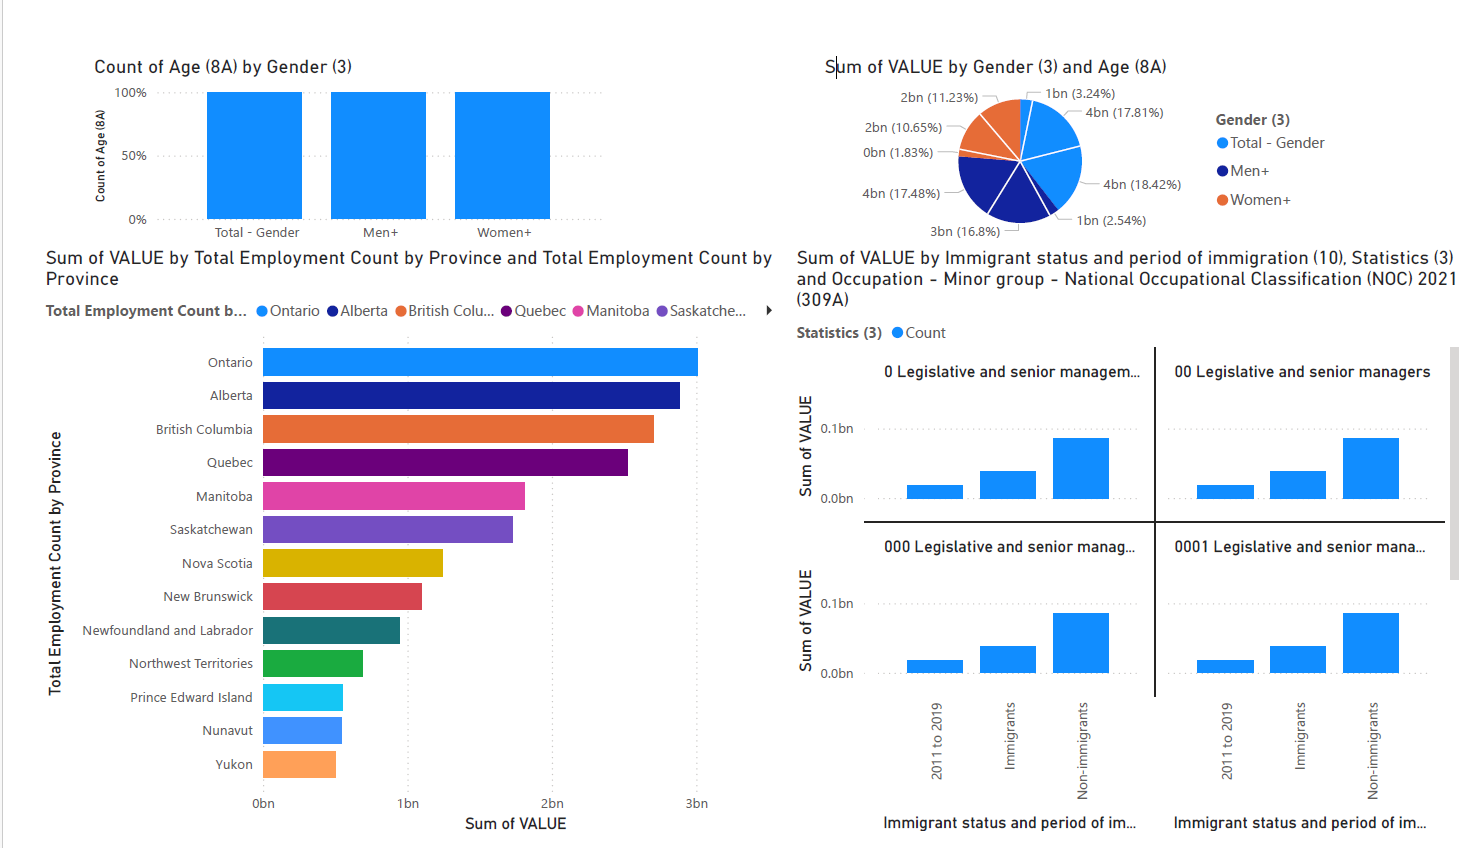 Count of Age (8A) by Gender (3)
Count of Age (8A)
100%
50%
0%
Total - Gender
Men+
Women+
Sum of VALUE by Gender (3) and Age (8A)
1bn (3.24%)
4bn (17.81%)
4bn (18.42%)
1bn (2.54%)
3bn (16.8%)
4bn (17.48%)
0bn (1.83%)
2bn (10.65%)
2bn (11.23%)
Gender (3)
Total - Gender
Men+
Women+
Sum of VALUE by Total Employment Count by Province and Total Employment Count by
Province
Total Employment Count b... Ontario Alberta British Colu... Quebec Manitoba Saskatche...
Total Employment Count by Province
Ontario
Alberta
British Columbia
Quebec
Manitoba
Saskatchewan
Nova Scotia
New Brunswick
Newfoundland and Labrador
Northwest Territories
Prince Edward Island
Nunavut
Yukon
0bn
1bn
2bn
3bn
Sum of VALUE
Sum of VALUE by Immigrant status and period of immigration (10), Statistics (3)
and Occupation - Minor group - National Occupational Classification (NOC) 2021
(309A)
Statistics (3) Count
0 Legislative and senior managem...
00 Legislative and senior managers
Sum of VALUE
0.1bn
0.0bn
000 Legislative and senior manag...
0001 Legislative and senior mana...
Sum of VALUE
0.1bn
0.0bn
2011 to 2019
Immigrants
Non-immigrants
2011 to 2019
Immigrants
Non-immigrants
Immigrant status and period of im...
Immigrant status and period of im...